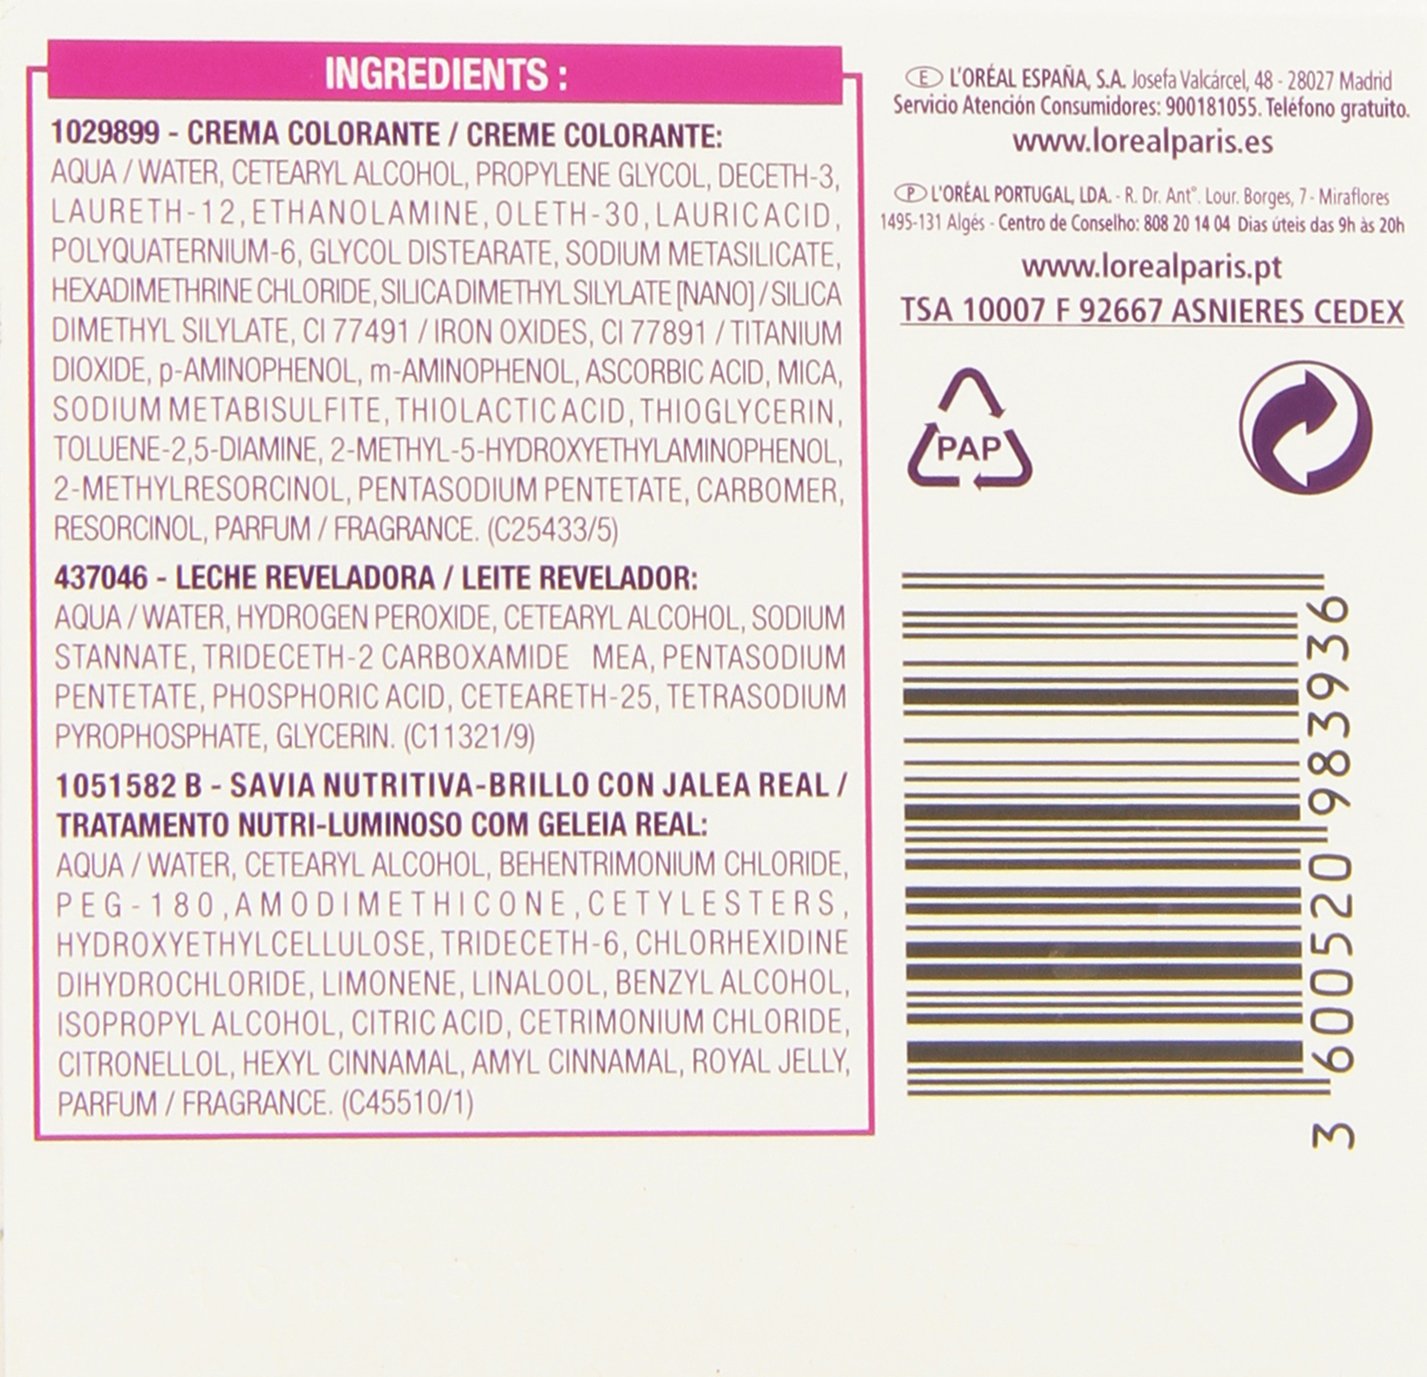 INGREDIENTS :
1029899 - CREMA COLORANTE / CREME COLORANTE:
AQUA / WATER, CETEARYL ALCOHOL, PROPYLENE GLYCOL, DECETH-3,
LAURETH-12, ETHANOLAMINE, OLETH-30, LAURIC ACID,
POLYQUATERNIUM-6, GLYCOL DISTEARATE, SODIUM METASILICATE,
HEXADIMETHRINE CHLORIDE, SILICA DIMETHYL SILYLATE [NANO] / SILICA
DIMETHYL SILYLATE, CI 77491 / IRON OXIDES, CI 77891 / TITANIUM
DIOXIDE, p-AMINOPHENOL, m-AMINOPHENOL, ASCORBIC ACID, MICA,
SODIUM METABISULFITE, THIOLACTIC ACID, THIOGLYCERIN,
TOLUENE-2,5-DIAMINE, 2-METHYL-5-HYDROXYETHYLAMINOPHENOL,
2-METHYLRESORCINOL, PENTASODIUM PENTETATE, CARBOMER,
RESORCINOL, PARFUM / FRAGRANCE. (C25433/5)
437046 - LECHE REVELADORA / LEITE REVELADOR:
AQUA / WATER, HYDROGEN PEROXIDE, CETEARYL ALCOHOL, SODIUM
STANNATE, TRIDECETH-2 CARBOXAMIDE MEA, PENTASODIUM
PENTETATE, PHOSPHORIC ACID, CETEARETH-25, TETRASODIUM
PYROPHOSPHATE, GLYCERIN. (C11321/9)
1051582 B - SAVIA NUTRITIVA-BRILLO CON JALEA REAL /
TRATAMENTO NUTRI-LUMINOSO COM GELEIA REAL:
AQUA / WATER, CETEARYL ALCOHOL, BEHENTRIMONIUM CHLORIDE,
PEG-180, AMODIMETHICONE, CETYL ESTERS,
HYDROXYETHYLCELLULOSE, TRIDECETH-6, CHLORHEXIDINE
DIHYDROCHLORIDE, LIMONENE, LINALOOL, BENZYL ALCOHOL,
ISOPROPYL ALCOHOL, CITRIC ACID, CETRIMONIUM CHLORIDE,
CITRONELLOL, HEXYL CINNAMAL, AMYL CINNAMAL, ROYAL JELLY,
PARFUM / FRAGRANCE. (C45510/1)
E L'ORÉAL ESPAÑA, S.A. Josefa Valcárcel, 48 - 28027 Madrid
Servicio Atención Consumidores: 900181055. Teléfono gratuito.
www.lorealparis.es
P L'ORÉAL PORTUGAL, LDA. - R. Dr. Ant°. Lour. Borges, 7 - Miraflores
1495-131 Algés - Centro de Conselho: 808 20 14 04 Dias úteis das 9h às 20h
www.lorealparis.pt
TSA 10007 F 92667 ASNIERES CEDEX
PAP
3 600520 983936